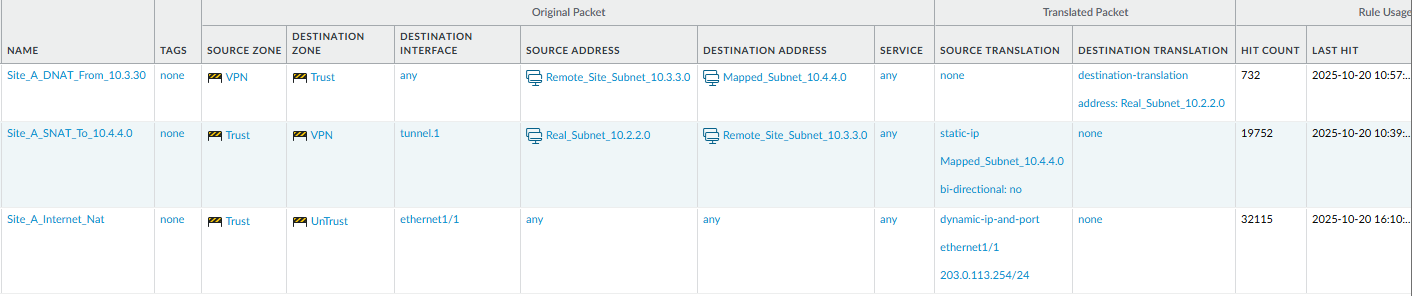 Original Packet Translated Packet Rule Usage
NAME TAGS SOURCE ZONE DESTINATION ZONE DESTINATION INTERFACE SOURCE ADDRESS DESTINATION ADDRESS SERVICE SOURCE TRANSLATION DESTINATION TRANSLATION HIT COUNT LAST HIT
Site_A_DNAT_From_10.3.30 none VPN Trust any Remote_Site_Subnet_10.3.3.0 Mapped_Subnet_10.4.4.0 any none destination-translation 732 2025-10-20 10:57:...
address: Real_Subnet_10.2.2.0
Site_A_SNAT_To_10.4.4.0 none Trust VPN tunnel.1 Real_Subnet_10.2.2.0 Remote_Site_Subnet_10.3.3.0 any static-ip none 19752 2025-10-20 10:39:...
Mapped_Subnet_10.4.4.0
bi-directional: no
Site_A_Internet_Nat none Trust UnTrust ethernet1/1 any any any dynamic-ip-and-port none 32115 2025-10-20 16:10:...
ethernet1/1
203.0.113.254/24